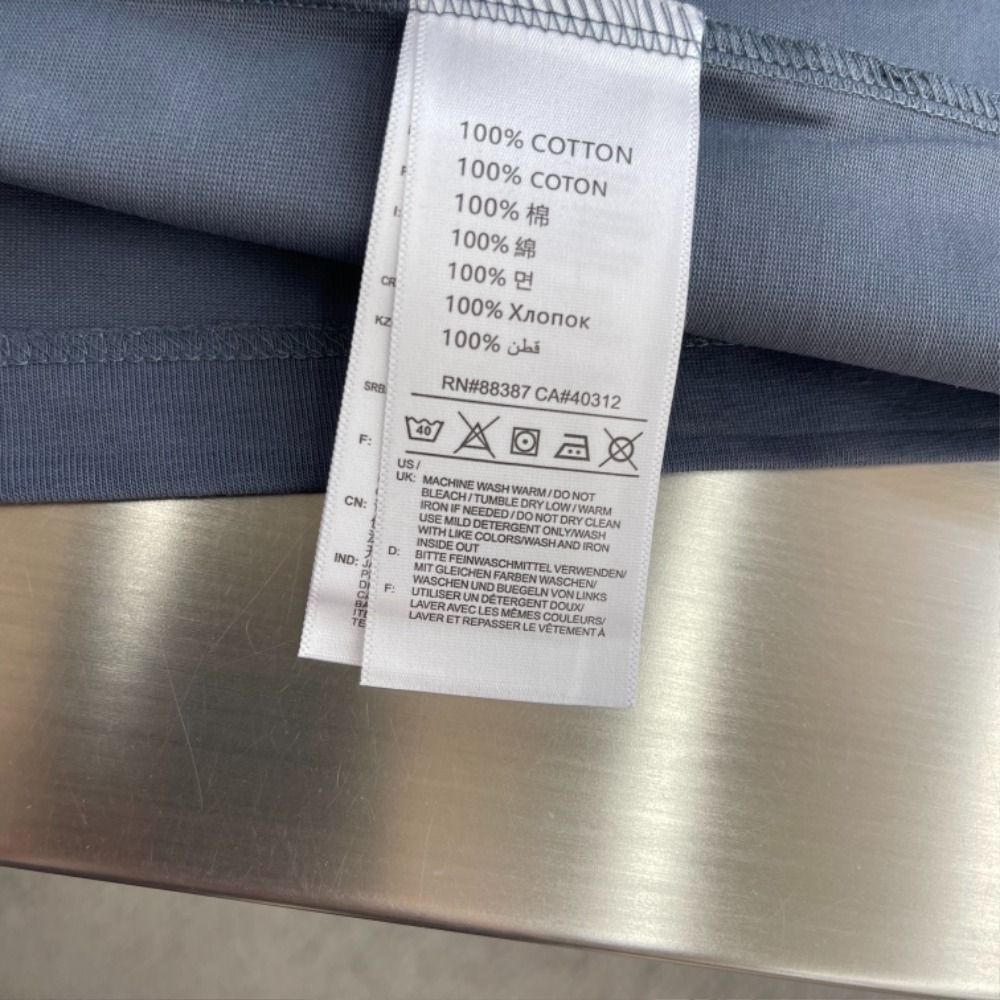 100% COTTON
100% COTON
100% 棉
100% 綿
100% 면
100% Хлопок
100% قطن
RN#88387 CA#40312
40
US /
UK: MACHINE WASH WARM / DO NOT
BLEACH / TUMBLE DRY LOW / WARM
IRON IF NEEDED / DO NOT DRY CLEAN
USE MILD DETERGENT ONLY/WASH
WITH LIKE COLORS/WASH AND IRON
INSIDE OUT
D: BITTE FEINWASCHMITTEL VERWENDEN/
MIT GLEICHEN FARBEN WASCHEN/
WASCHEN UND BUEGELN VON LINKS
F: UTILISER UN DÉTERGENT DOUX/
LAVER AVEC LES MÊMES COULEURS/
LAVER ET REPASSER LE VÊTEMENT À
I:
CR
KZ
SRB
F:
CN:
IND: